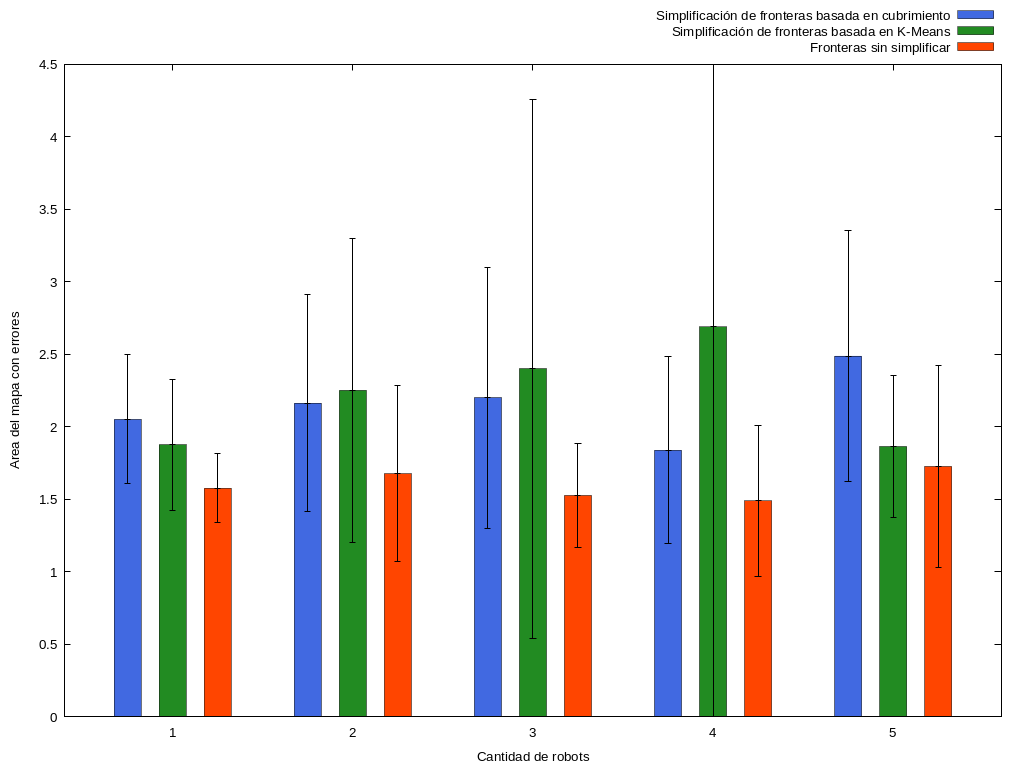 Simplificación de fronteras basada en cubrimiento
Simplificación de fronteras basada en K-Means
Fronteras sin simplificar
4.5
4
3.5
3
2.5
2
1.5
1
0.5
0
Area del mapa con errores
1 2 3 4 5
Cantidad de robots